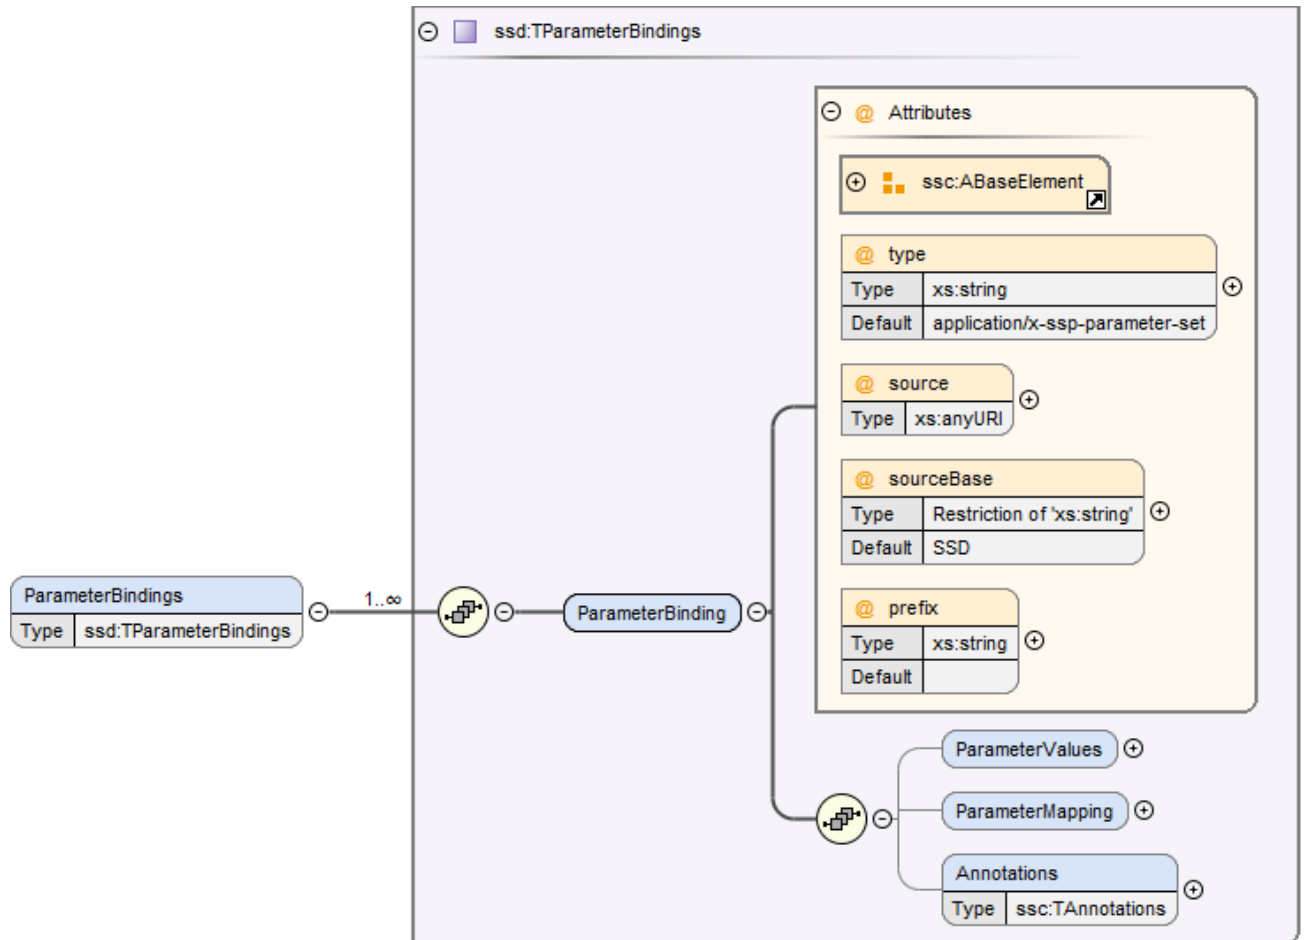 ssd:TParameterBindings
@ Attributes
ssc:ABaseElement
@ type
Type xs:string
Default application/x-ssp-parameter-set
@ source
Type xs:anyURI
@ sourceBase
Type Restriction of 'xs:string'
Default SSD
ParameterBindings
Type ssd:TParameterBindings
1..∞
ParameterBinding
@ prefix
Type xs:string
Default
ParameterValues
ParameterMapping
Annotations
Type ssc:TAnnotations